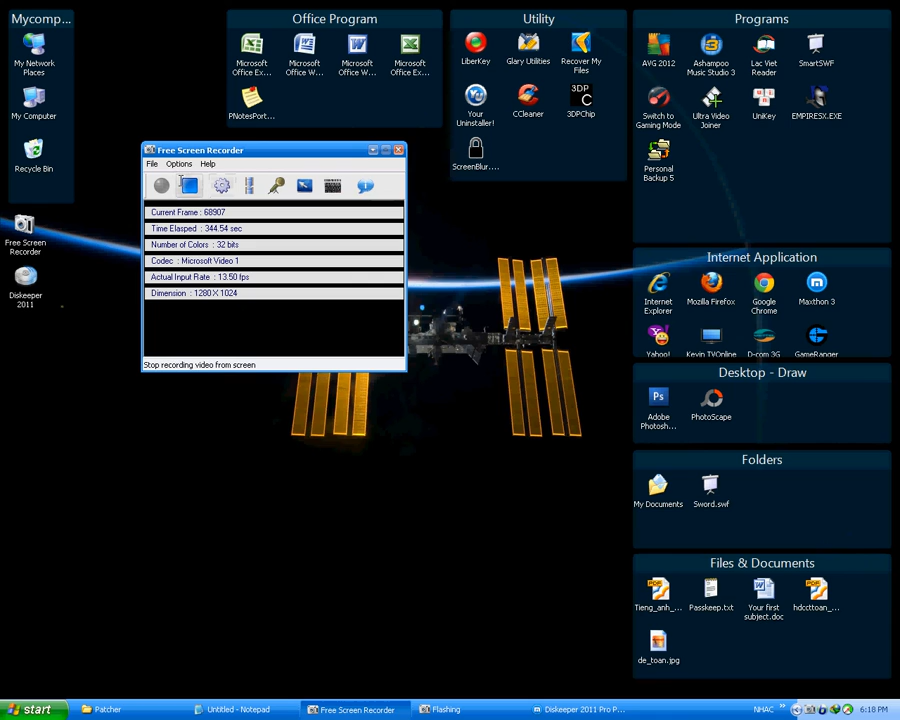 Mycomp...
My Network
Places
My Computer
Recycle Bin
Free Screen
Recorder
Diskeeper
2011
Office Program
Microsoft
Office Ex...
Microsoft
Office W...
Microsoft
Office W...
Microsoft
Office Ex...
PNotesPort...
Utility
LiberKey
Glary Utilities
Recover My
Files
Your
Uninstaller!
CCleaner
3DP
C
3DPChip
ScreenBlur....
Programs
AVG 2012
Ashampoo
Music Studio 3
Lac Viet
Reader
SmartSWF
Switch to
Gaming Mode
Ultra Video
Joiner
UniKey
EMPIRESX.EXE
Personal
Backup 5
Free Screen Recorder
File Options Help
Current Frame : 68907
Time Elasped : 344.54 sec
Number of Colors : 32 bits
Codec : Microsoft Video 1
Actual Input Rate : 13.50 fps
Dimension : 1280 X 1024
Stop recording video from screen
Internet Application
Internet
Explorer
Mozilla Firefox
Google
Chrome
Maxthon 3
Yahoo!
Kevin TVOnline
D-com 3G
GameRanger
Desktop - Draw
Ps
Adobe
Photosh...
PhotoScape
Folders
My Documents
Sword.swf
Files & Documents
PDF
Tieng_anh_...
Passkeep.txt
Your first
subject.doc
PDF
hdccttoan_...
de_toan.jpg
start
Patcher
Untitled - Notepad
Free Screen Recorder
Flashing
Diskeeper 2011 Pro P...
NHAC
6:18 PM